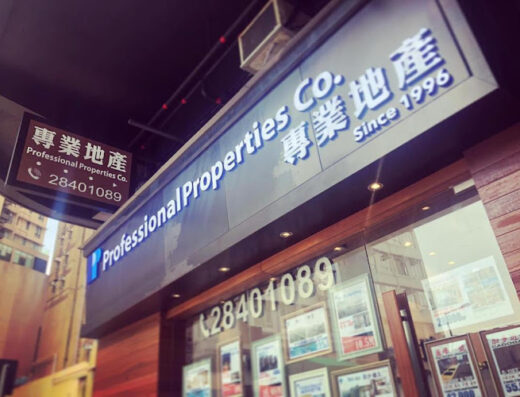 專業地產
Professional Properties Co.
28401089
Professional Properties Co.
專業地產
Since 1996
28401089